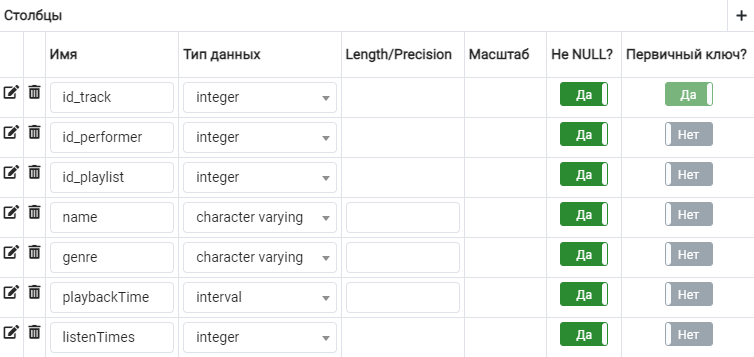 Столбцы
Имя Тип данных Length/Precision Масштаб Не NULL? Первичный ключ?
id_track integer Да Да
id_performer integer Да Нет
id_playlist integer Да Нет
name character varying Да Нет
genre character varying Да Нет
playbackTime interval Да Нет
listenTimes integer Да Нет